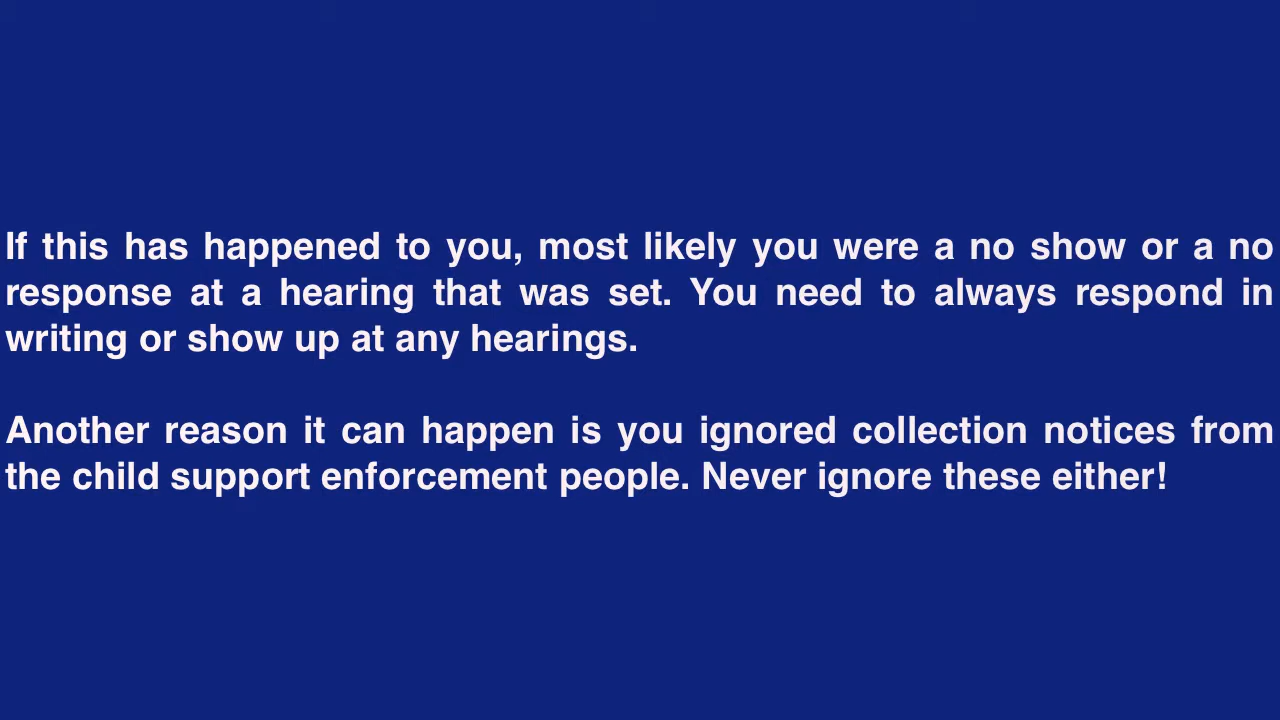 If this has happened to you, most likely you were a no show or a no
response at a hearing that was set. You need to always respond in
writing or show up at any hearings.
Another reason it can happen is you ignored collection notices from
the child support enforcement people. Never ignore these either!